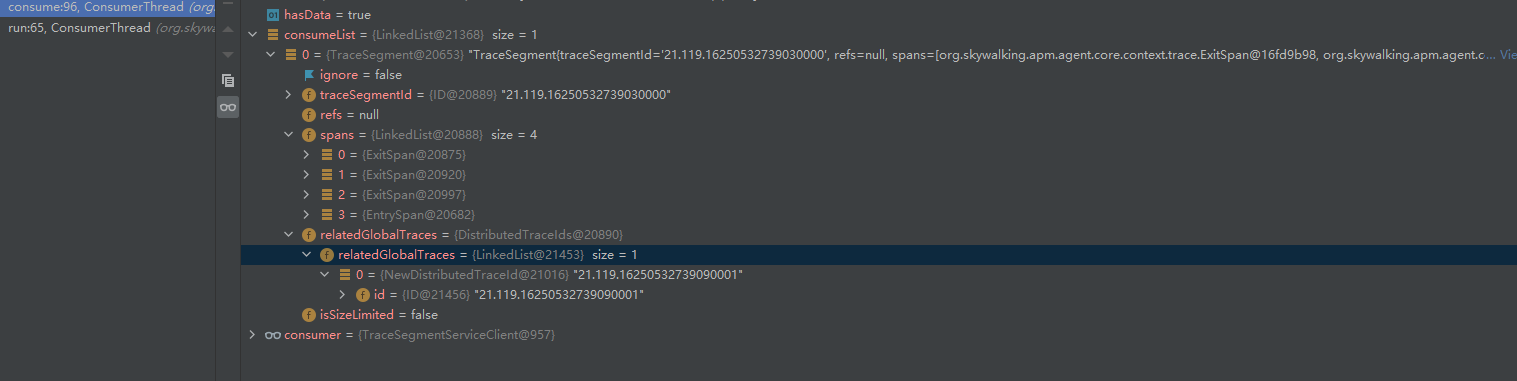 consume:96, ConsumerThread (org.skywa
run:65, ConsumerThread (org.skywa
hasData = true
consumeList = {LinkedList@21368} size = 1
0 = {TraceSegment@20653} "TraceSegment{traceSegmentId='21.119.16250532739030000', refs=null, spans=[org.skywalking.apm.agent.core.context.trace.ExitSpan@16fd9b98, org.skywalking.apm.agent.c... Vie
ignore = false
traceSegmentId = {ID@20889} "21.119.16250532739030000"
refs = null
spans = {LinkedList@20888} size = 4
0 = {ExitSpan@20875}
1 = {ExitSpan@20920}
2 = {ExitSpan@20997}
3 = {EntrySpan@20682}
relatedGlobalTraces = {DistributedTraceIds@20890}
relatedGlobalTraces = {LinkedList@21453} size = 1
0 = {NewDistributedTraceId@21016} "21.119.16250532739090001"
id = {ID@21456} "21.119.16250532739090001"
isSizeLimited = false
consumer = {TraceSegmentServiceClient@957}